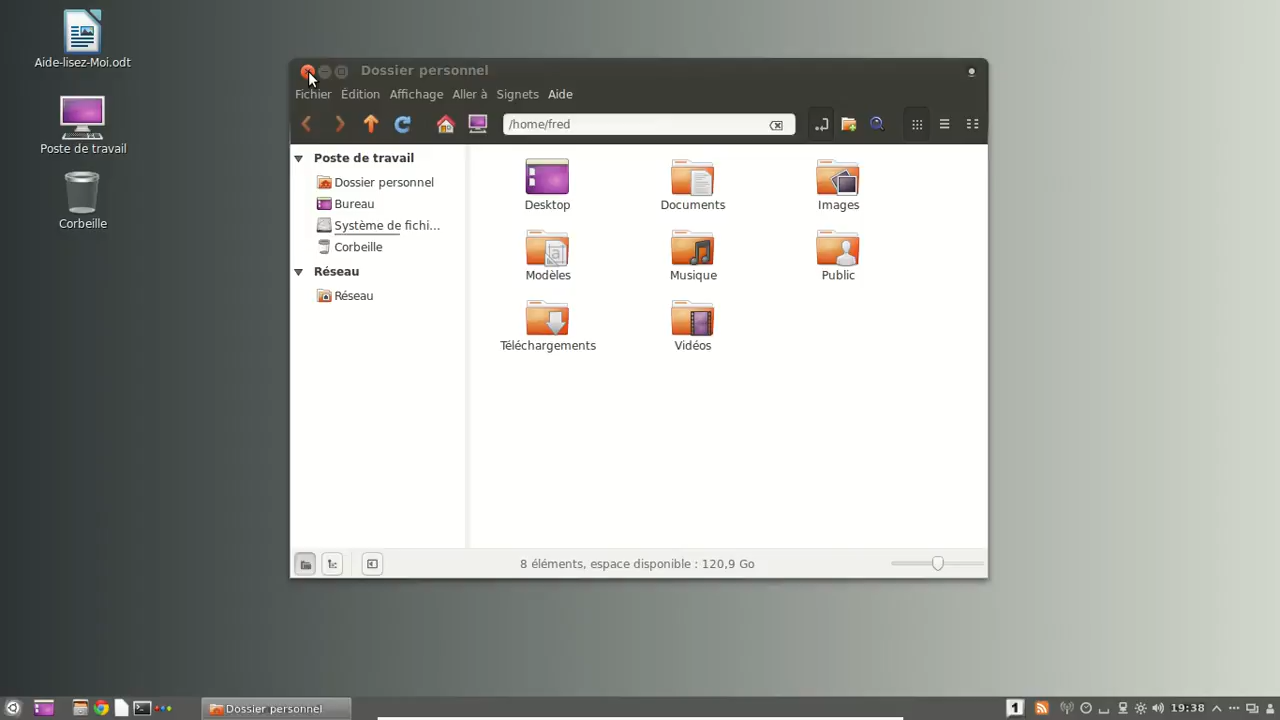 Aide-lisez-Moi.odt
Poste de travail
Corbeille
Dossier personnel
Fichier Édition Affichage Aller à Signets Aide
/home/fred
Poste de travail
Dossier personnel
Bureau
Système de fichi...
Corbeille
Réseau
Réseau
Desktop Documents Images
Modèles Musique Public
Téléchargements Vidéos
8 éléments, espace disponible : 120,9 Go
Dossier personnel
1
19:38